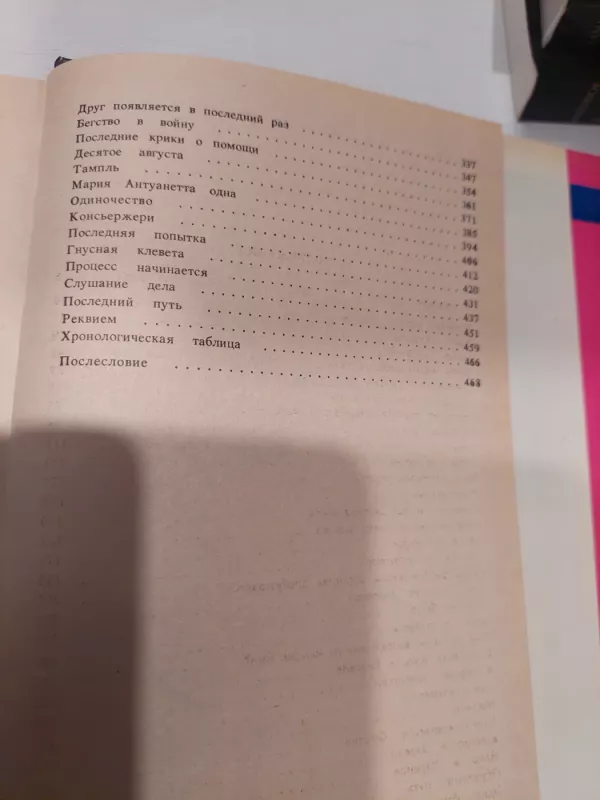 Друг появляется в последний раз . . . . . . . . . . 337
Бегство в войну . . . . . . . . . . . . . . . . . . 347
Последние крики о помощи . . . . . . . . . . . . . 354
Десятое августа . . . . . . . . . . . . . . . . . . 361
Тампль . . . . . . . . . . . . . . . . . . . . . . 371
Мария Антуанетта одна . . . . . . . . . . . . . . . 385
Одиночество . . . . . . . . . . . . . . . . . . . . 394
Консьержери . . . . . . . . . . . . . . . . . . . . 406
Последняя попытка . . . . . . . . . . . . . . . . . 412
Гнусная клевета . . . . . . . . . . . . . . . . . . 420
Процесс начинается . . . . . . . . . . . . . . . . 431
Слушание дела . . . . . . . . . . . . . . . . . . . 437
Последний путь . . . . . . . . . . . . . . . . . . 451
Реквием . . . . . . . . . . . . . . . . . . . . . . 459
Хронологическая таблица . . . . . . . . . . . . . . 466
Послесловие . . . . . . . . . . . . . . . . . . . . 468